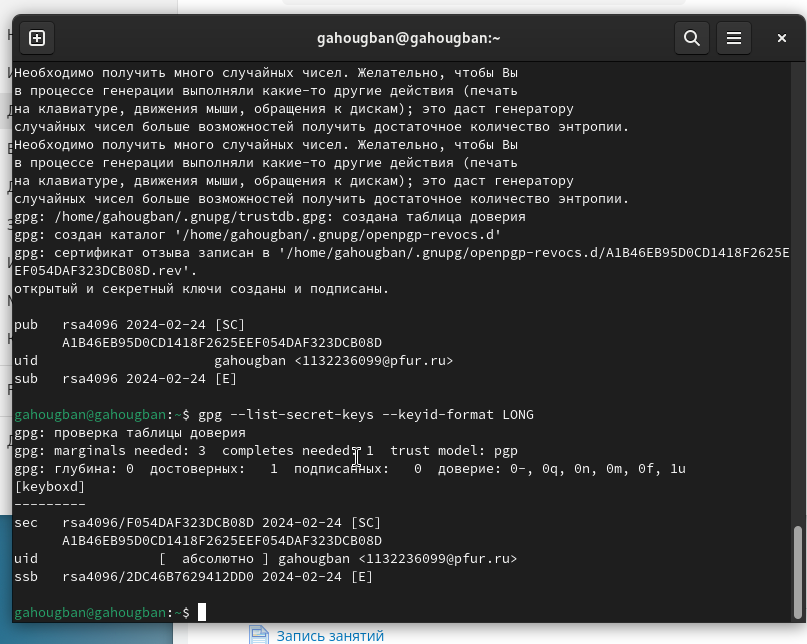 gahougban@gahougban:~
Необходимо получить много случайных чисел. Желательно, чтобы Вы
в процессе генерации выполняли какие-то другие действия (печать
на клавиатуре, движения мыши, обращения к дискам); это даст генератору
случайных чисел больше возможностей получить достаточное количество энтропии.
Необходимо получить много случайных чисел. Желательно, чтобы Вы
в процессе генерации выполняли какие-то другие действия (печать
на клавиатуре, движения мыши, обращения к дискам); это даст генератору
случайных чисел больше возможностей получить достаточное количество энтропии.
gpg: /home/gahougban/.gnupg/trustdb.gpg: создана таблица доверия
gpg: создан каталог '/home/gahougban/.gnupg/openpgp-revocs.d'
gpg: сертификат отзыва записан в '/home/gahougban/.gnupg/openpgp-revocs.d/A1B46EB95D0CD1418F2625E
EF054DAF323DCB08D.rev'.
открытый и секретный ключи созданы и подписаны.
pub   rsa4096 2024-02-24 [SC]
      A1B46EB95D0CD1418F2625EEF054DAF323DCB08D
uid                      gahougban <1132236099@pfur.ru>
sub   rsa4096 2024-02-24 [E]
gahougban@gahougban:~$ gpg --list-secret-keys --keyid-format LONG
gpg: проверка таблицы доверия
gpg: marginals needed: 3  completes needed: 1  trust model: pgp
gpg: глубина: 0  достоверных:   1  подписанных:   0  доверие: 0-, 0q, 0n, 0m, 0f, 1u
[keyboxd]
---------
sec   rsa4096/F054DAF323DCB08D 2024-02-24 [SC]
      A1B46EB95D0CD1418F2625EEF054DAF323DCB08D
uid               [  абсолютно ] gahougban <1132236099@pfur.ru>
ssb   rsa4096/2DC46B7629412DD0 2024-02-24 [E]
gahougban@gahougban:~$
Запись занятий